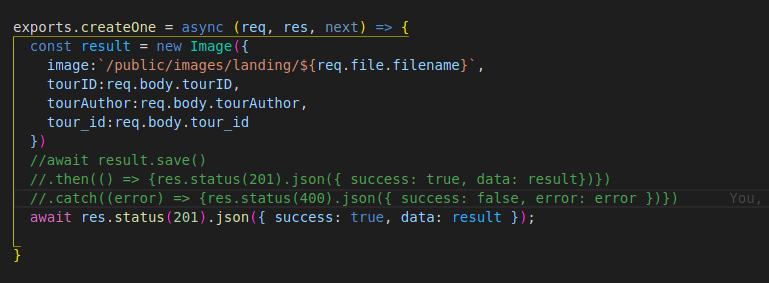 exports.createOne = async (req, res, next) => {
const result = new Image({
image:`/public/images/landing/${req.file.filename}`,
tourID:req.body.tourID,
tourAuthor:req.body.tourAuthor,
tour_id:req.body.tour_id
})
//await result.save()
//.then(() => {res.status(201).json({ success: true, data: result})})
//.catch((error) => {res.status(400).json({ success: false, error: error })}) You,
await res.status(201).json({ success: true, data: result });
}